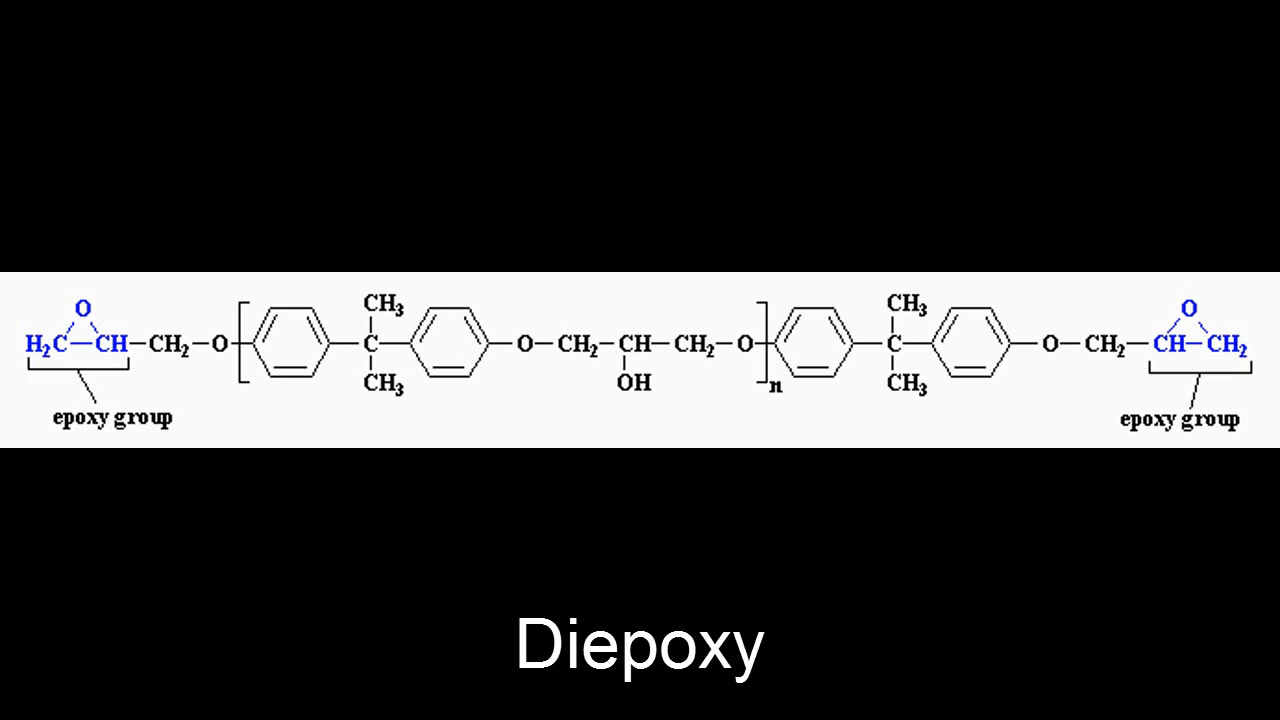 O CH₃ CH₃ O
H₂C—CH—CH₂—O O—CH₂—CH—CH₂—O O—CH₂—CH—CH₂
CH₃ OH n CH₃
epoxy group epoxy group
Diepoxy